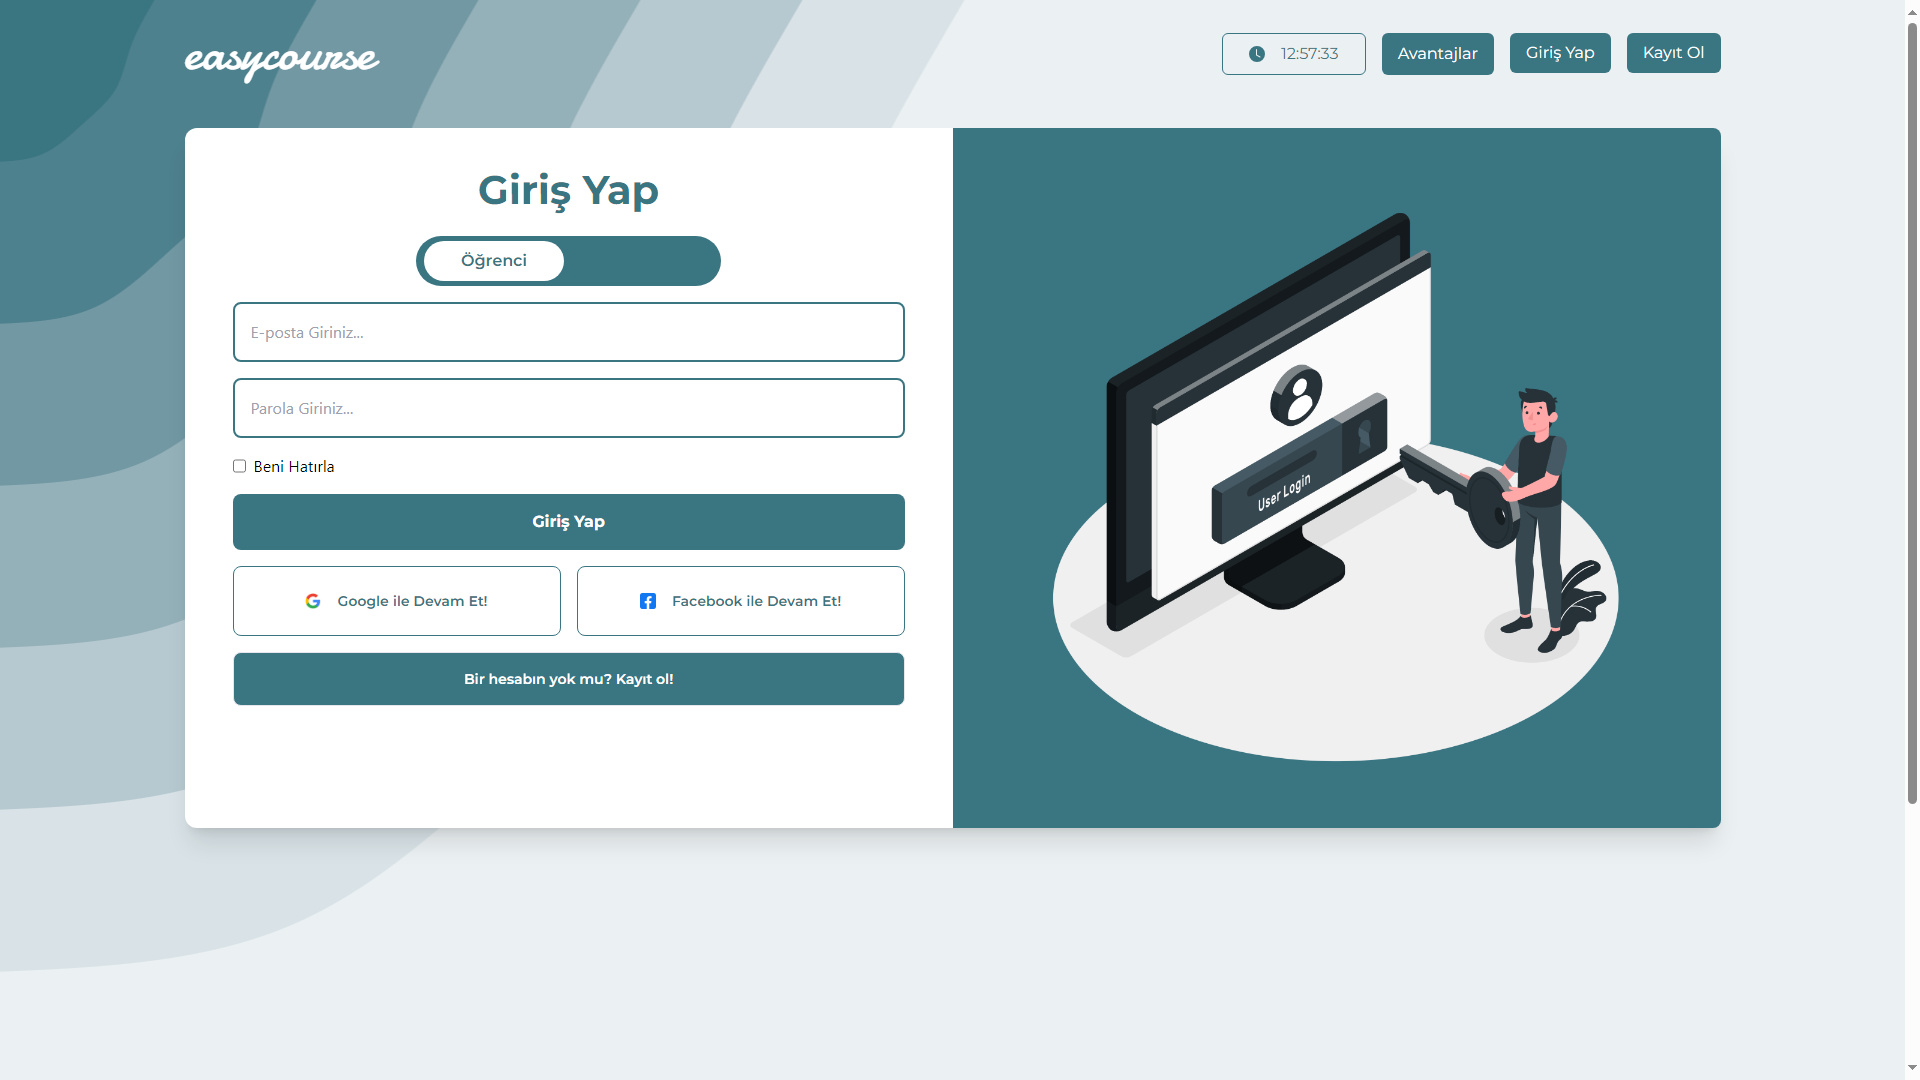 easycourse
12:57:33
Avantajlar
Giriş Yap
Kayıt Ol
Giriş Yap
Öğrenci
E-posta Giriniz...
Parola Giriniz...
Beni Hatırla
Giriş Yap
Google ile Devam Et!
Facebook ile Devam Et!
Bir hesabın yok mu? Kayıt ol!
User Login